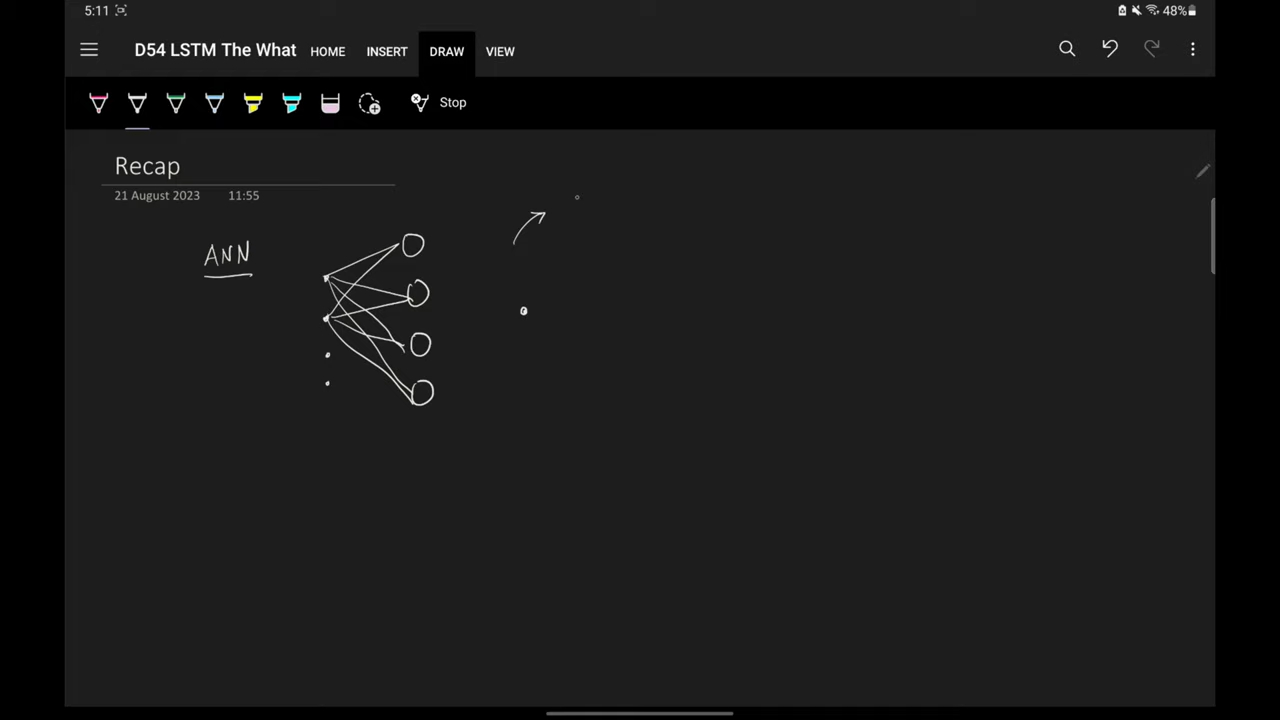 5:11 48%
D54 LSTM The What HOME INSERT DRAW VIEW
Stop
Recap
21 August 2023 11:55
ANN